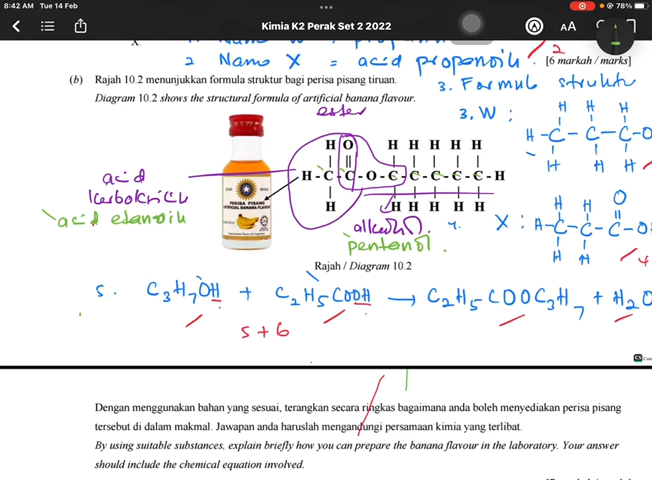 8:42 AM Tue 14 Feb
78%
Kimia K2 Perak Set 2 2022
AA
x.
2 Nama X = acid propanoik. 2
[6 markah / marks]
(b) Rajah 10.2 menunjukkan formula struktur bagi perisa pisang tiruan.
Diagram 10.2 shows the structural formula of artificial banana flavour.
3. Formul struktur
ester
3. W :
H H H
H - C - C - C - O
H H H
H O H H H H H
H - C - C - O - C - C - C - C - C - H
H H H H H H
acid
karboksilik
acid etanoik
PERISA PISANG
ARTIFICIAL BANANA FLAVOUR
alkohol.
pentanol.
4. X :
H H O
H - C - C - C - O
H H
4
Rajah / Diagram 10.2
5. C3H7OH + C2H5COOH → C2H5COOC3H7 + H2O
5 + 6
CS
Dengan menggunakan bahan yang sesuai, terangkan secara ringkas bagaimana anda boleh menyediakan perisa pisang
tersebut di dalam makmal. Jawapan anda haruslah mengandungi persamaan kimia yang terlibat.
By using suitable substances, explain briefly how you can prepare the banana flavour in the laboratory. Your answer
should include the chemical equation involved.